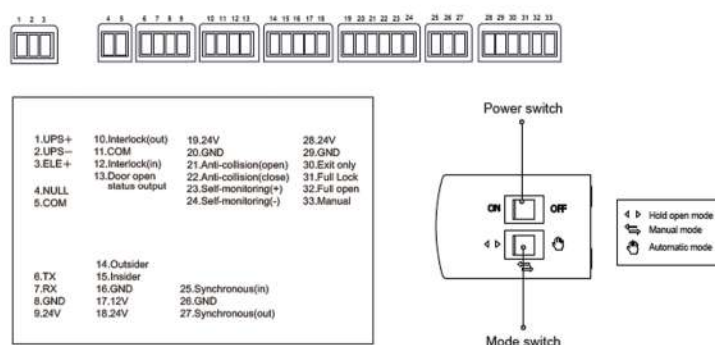 1 2 3 4 5 6 7 8 9 10 11 12 13 14 15 16 17 18 19 20 21 22 23 24 25 26 27 28 29 30 31 32 33
1.UPS+ 10.Interlock(out) 19.24V 28.24V
2.UPS− 11.COM 20.GND 29.GND
3.ELE+ 12.Interlock(in) 21.Anti-collision(open) 30.Exit only
13.Door open 22.Anti-collision(close) 31.Full Lock
4.NULL status output 23.Self-monitoring(+) 32.Full open
5.COM 24.Self-monitoring(-) 33.Manual
14.Outsider
6.TX 15.Insider
7.RX 16.GND 25.Synchronous(in)
8.GND 17.12V 26.GND
9.24V 18.24V 27.Synchronous(out)
Power switch
ON OFF
Hold open mode
Manual mode
Automatic mode
Mode switch